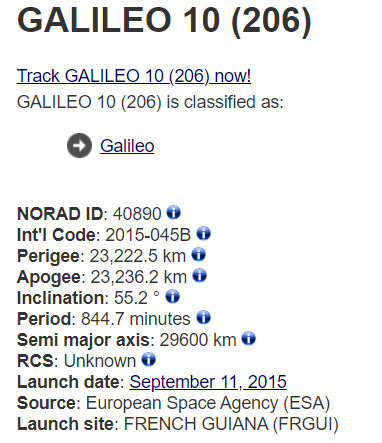 GALILEO 10 (206)
Track GALILEO 10 (206) now!
GALILEO 10 (206) is classified as:
Galileo
NORAD ID: 40890
Int'l Code: 2015-045B
Perigee: 23,222.5 km
Apogee: 23,236.2 km
Inclination: 55.2 °
Period: 844.7 minutes
Semi major axis: 29600 km
RCS: Unknown
Launch date: September 11, 2015
Source: European Space Agency (ESA)
Launch site: FRENCH GUIANA (FRGUI)